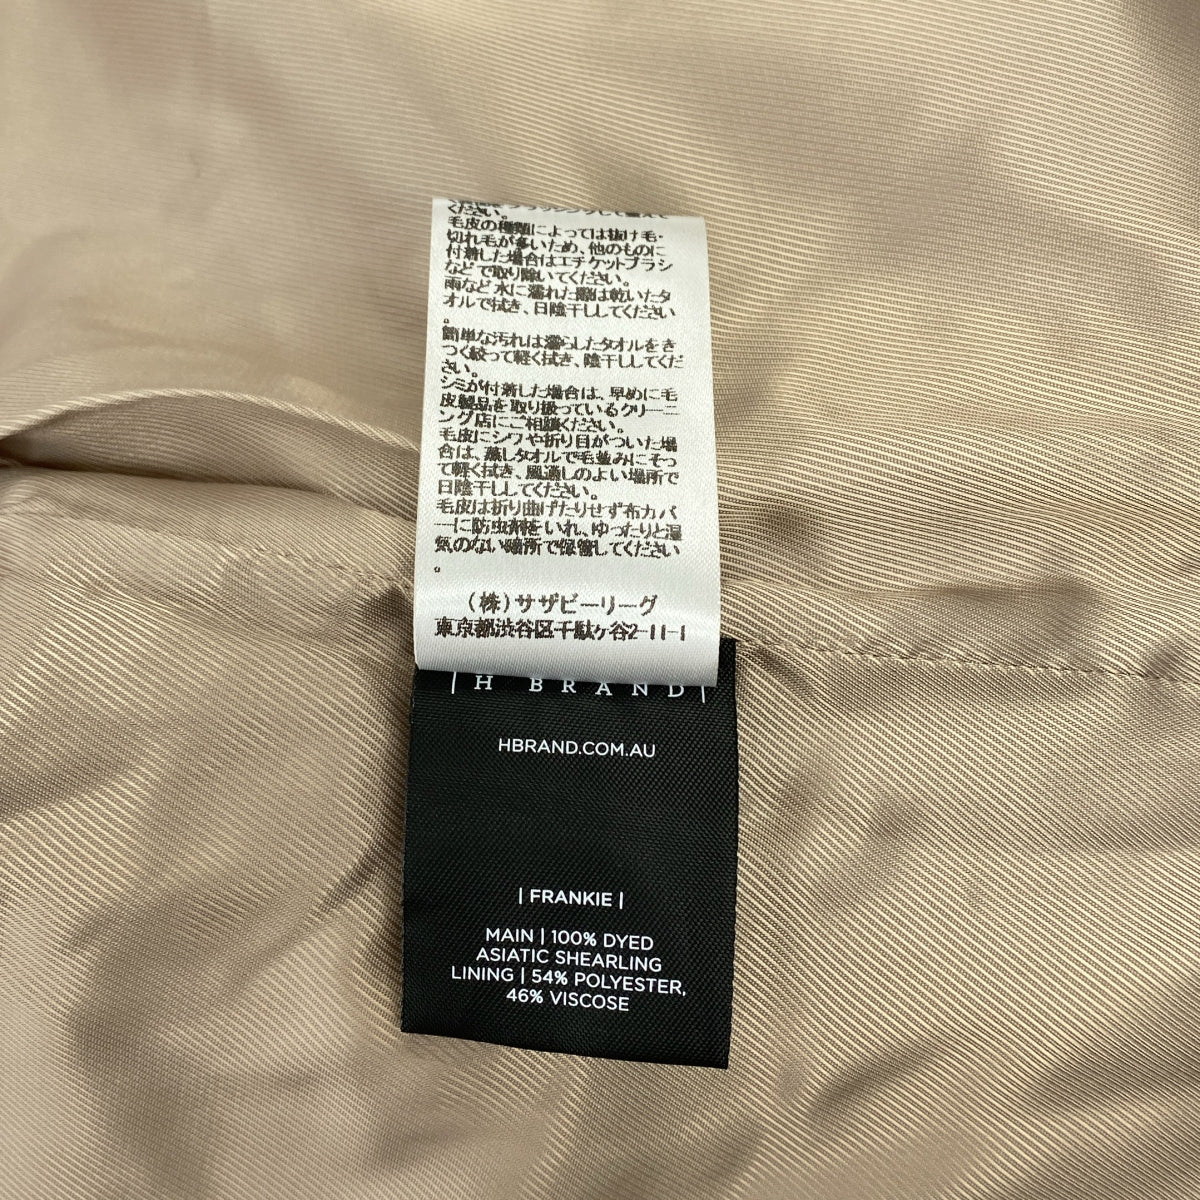 ください。
毛皮の種類によっては抜け毛・
切れ毛が多いため、他のものに
付着した場合はエチケットブラシ
などで取り除いてください。
雨など水に濡れた際は乾いたタ
オルで拭き、日陰干ししてください
。
簡単な汚れは濡らしたタオルをき
つく絞って軽く拭き、陰干ししてくだ
さい。
シミが付着した場合は、早めに毛
皮製品を取り扱っているクリーニ
ング店にご相談ください。
毛皮にシワや折り目がついた場
合は、蒸しタオルで毛並みにそっ
て軽く拭き、風通しのよい場所で
日陰干ししてください。
毛皮は折り曲げたりせず布カバ
ーに防虫剤をいれ、ゆったりと湿
気のない場所で保管してください
。
(株)サザビーリーグ
東京都渋谷区千駄ヶ谷2-11-1
| H BRAND |
HBRAND.COM.AU
| FRANKIE |
MAIN | 100% DYED
ASIATIC SHEARLING
LINING | 54% POLYESTER,
46% VISCOSE